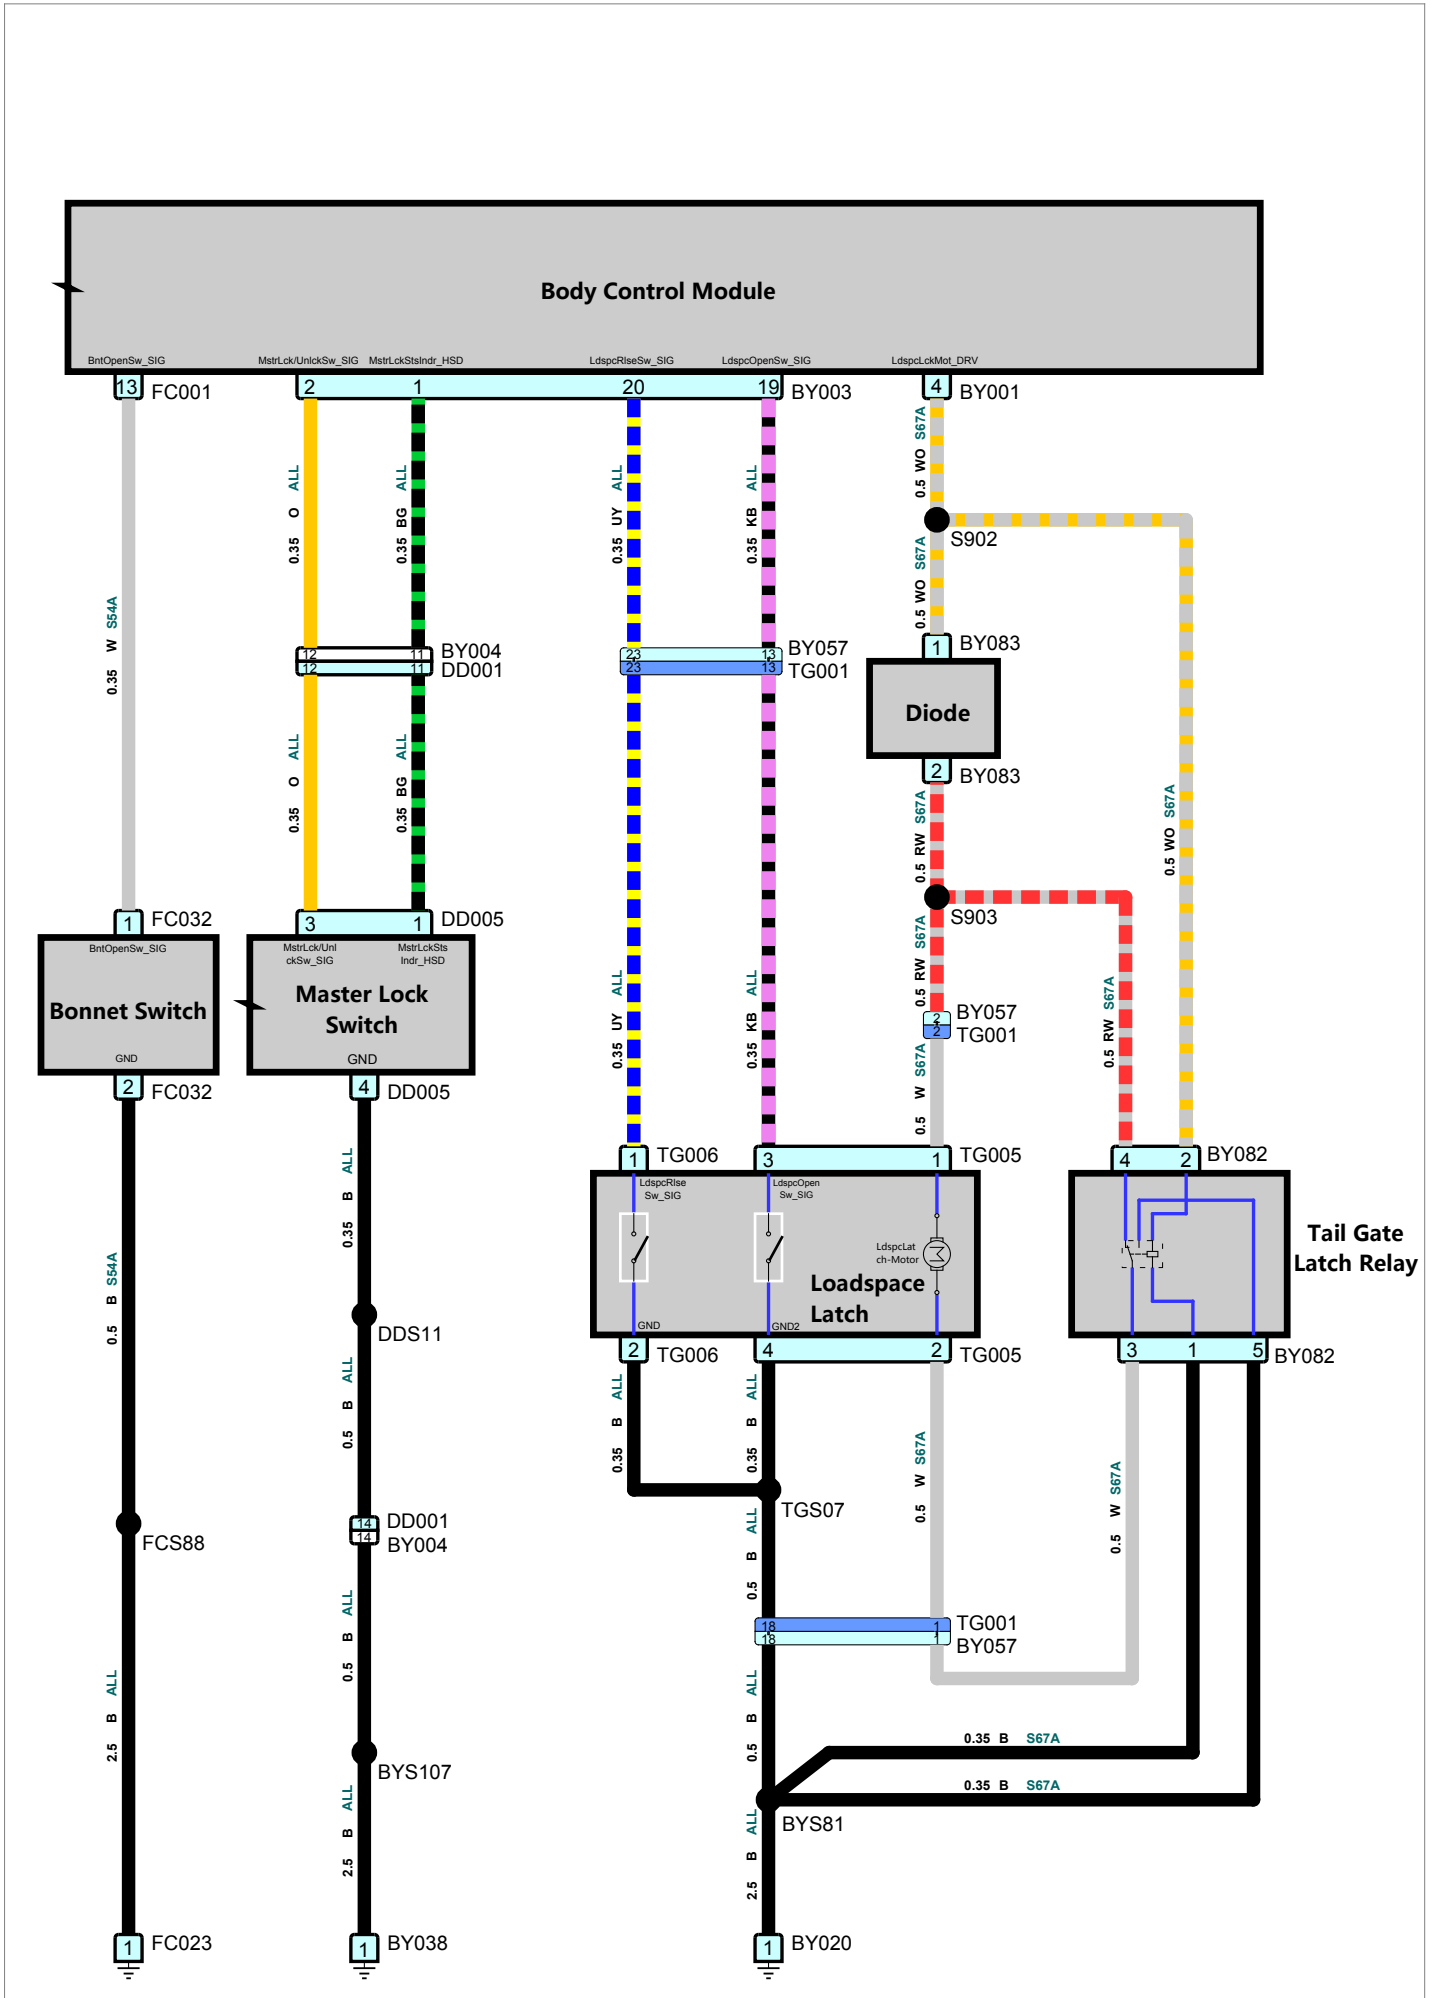 Body Control Module
BntOpenSw_SIG
MstrLck/UnlckSw_SIG
MstrLckStsIndr_HSD
LdspcRlseSw_SIG
LdspcOpenSw_SIG
LdspcLckMot_DRV
13 FC001
2
1
20
19 BY003
4 BY001
0.5 WO S67A
S902
0.35 O ALL
0.35 BG ALL
0.35 UY ALL
0.35 KB ALL
0.5 WO S67A
0.35 W S54A
12 11 BY004
12 11 DD001
23 13 BY057
23 13 TG001
1 BY083
Diode
2 BY083
0.35 O ALL
0.35 BG ALL
0.5 RW S67A
0.5 WO S67A
S903
1 FC032
3 1 DD005
BntOpenSw_SIG
Bonnet Switch
GND
2 FC032
MstrLck/Unl
ckSw_SIG
MstrLckSts
Indr_HSD
Master Lock
Switch
GND
4 DD005
0.35 UY ALL
0.35 KB ALL
0.5 RW S67A
0.5 RW S67A
2 BY057
2 TG001
0.5 W S67A
1 TG006
3 1 TG005
4 2 BY082
LdspcRlse
Sw_SIG
LdspcOpen
Sw_SIG
LdspcLat
ch-Motor
M
Loadspace
Latch
GND
GND2
Tail Gate
Latch Relay
2 TG006
4 2 TG005
3 1 5 BY082
0.35 B ALL
0.5 B S54A
DDS11
0.5 B ALL
0.35 B ALL
0.35 B ALL
0.5 W S67A
0.5 W S67A
TGS07
FCS88
14 DD001
14 BY004
0.5 B ALL
0.5 B ALL
18 1 TG001
18 1 BY057
2.5 B ALL
0.5 B ALL
0.35 B S67A
BYS107
0.35 B S67A
BYS81
2.5 B ALL
2.5 B ALL
1 FC023
1 BY038
1 BY020